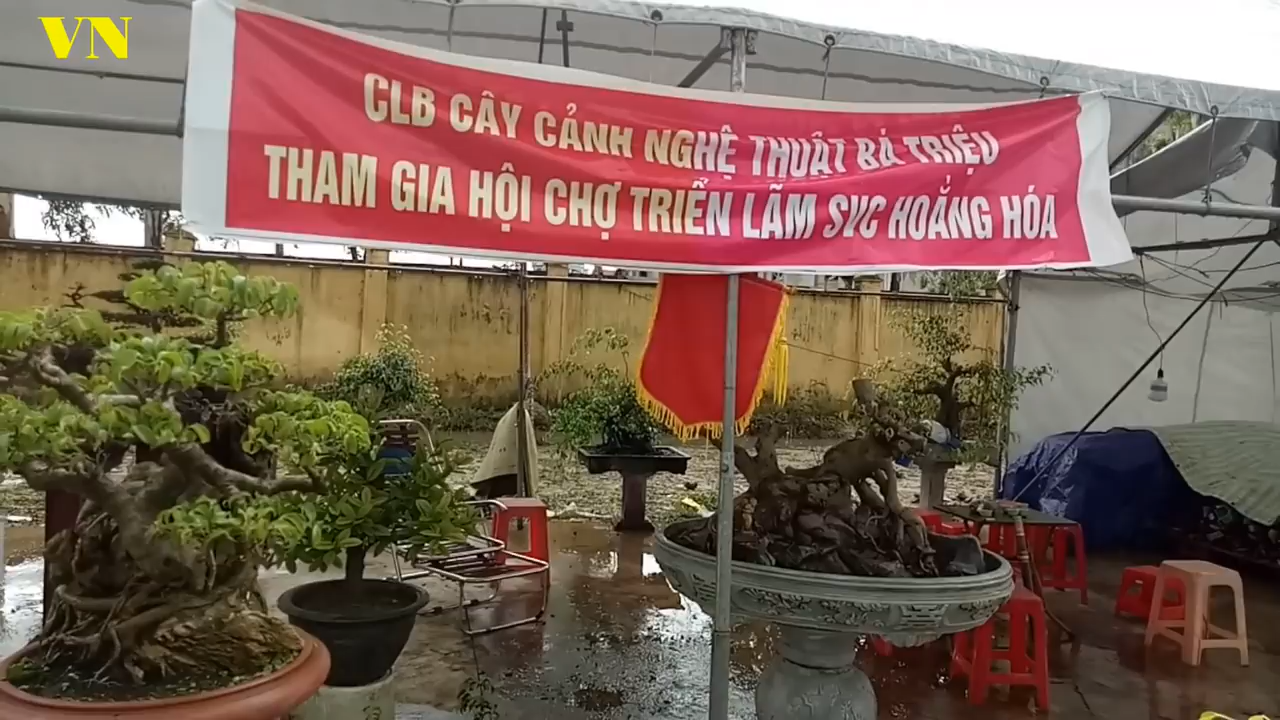 VN
CLB CÂY CẢNH NGHỆ THUẬT BÀ TRIỆU
THAM GIA HỘI CHỢ TRIỂN LÃM SVC HOẰNG HÓA